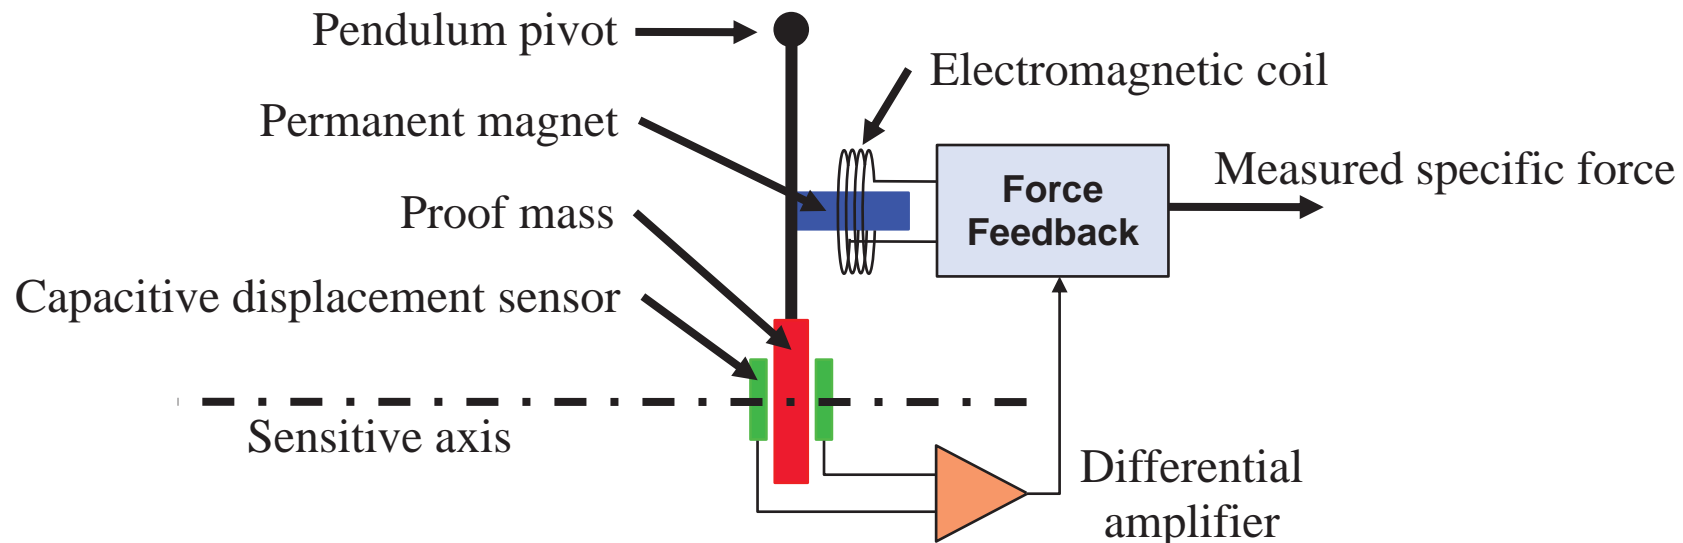 Pendulum pivot
Electromagnetic coil
Permanent magnet
Measured specific force
Force
Feedback
Proof mass
Capacitive displacement sensor
Sensitive axis
Differential
amplifier